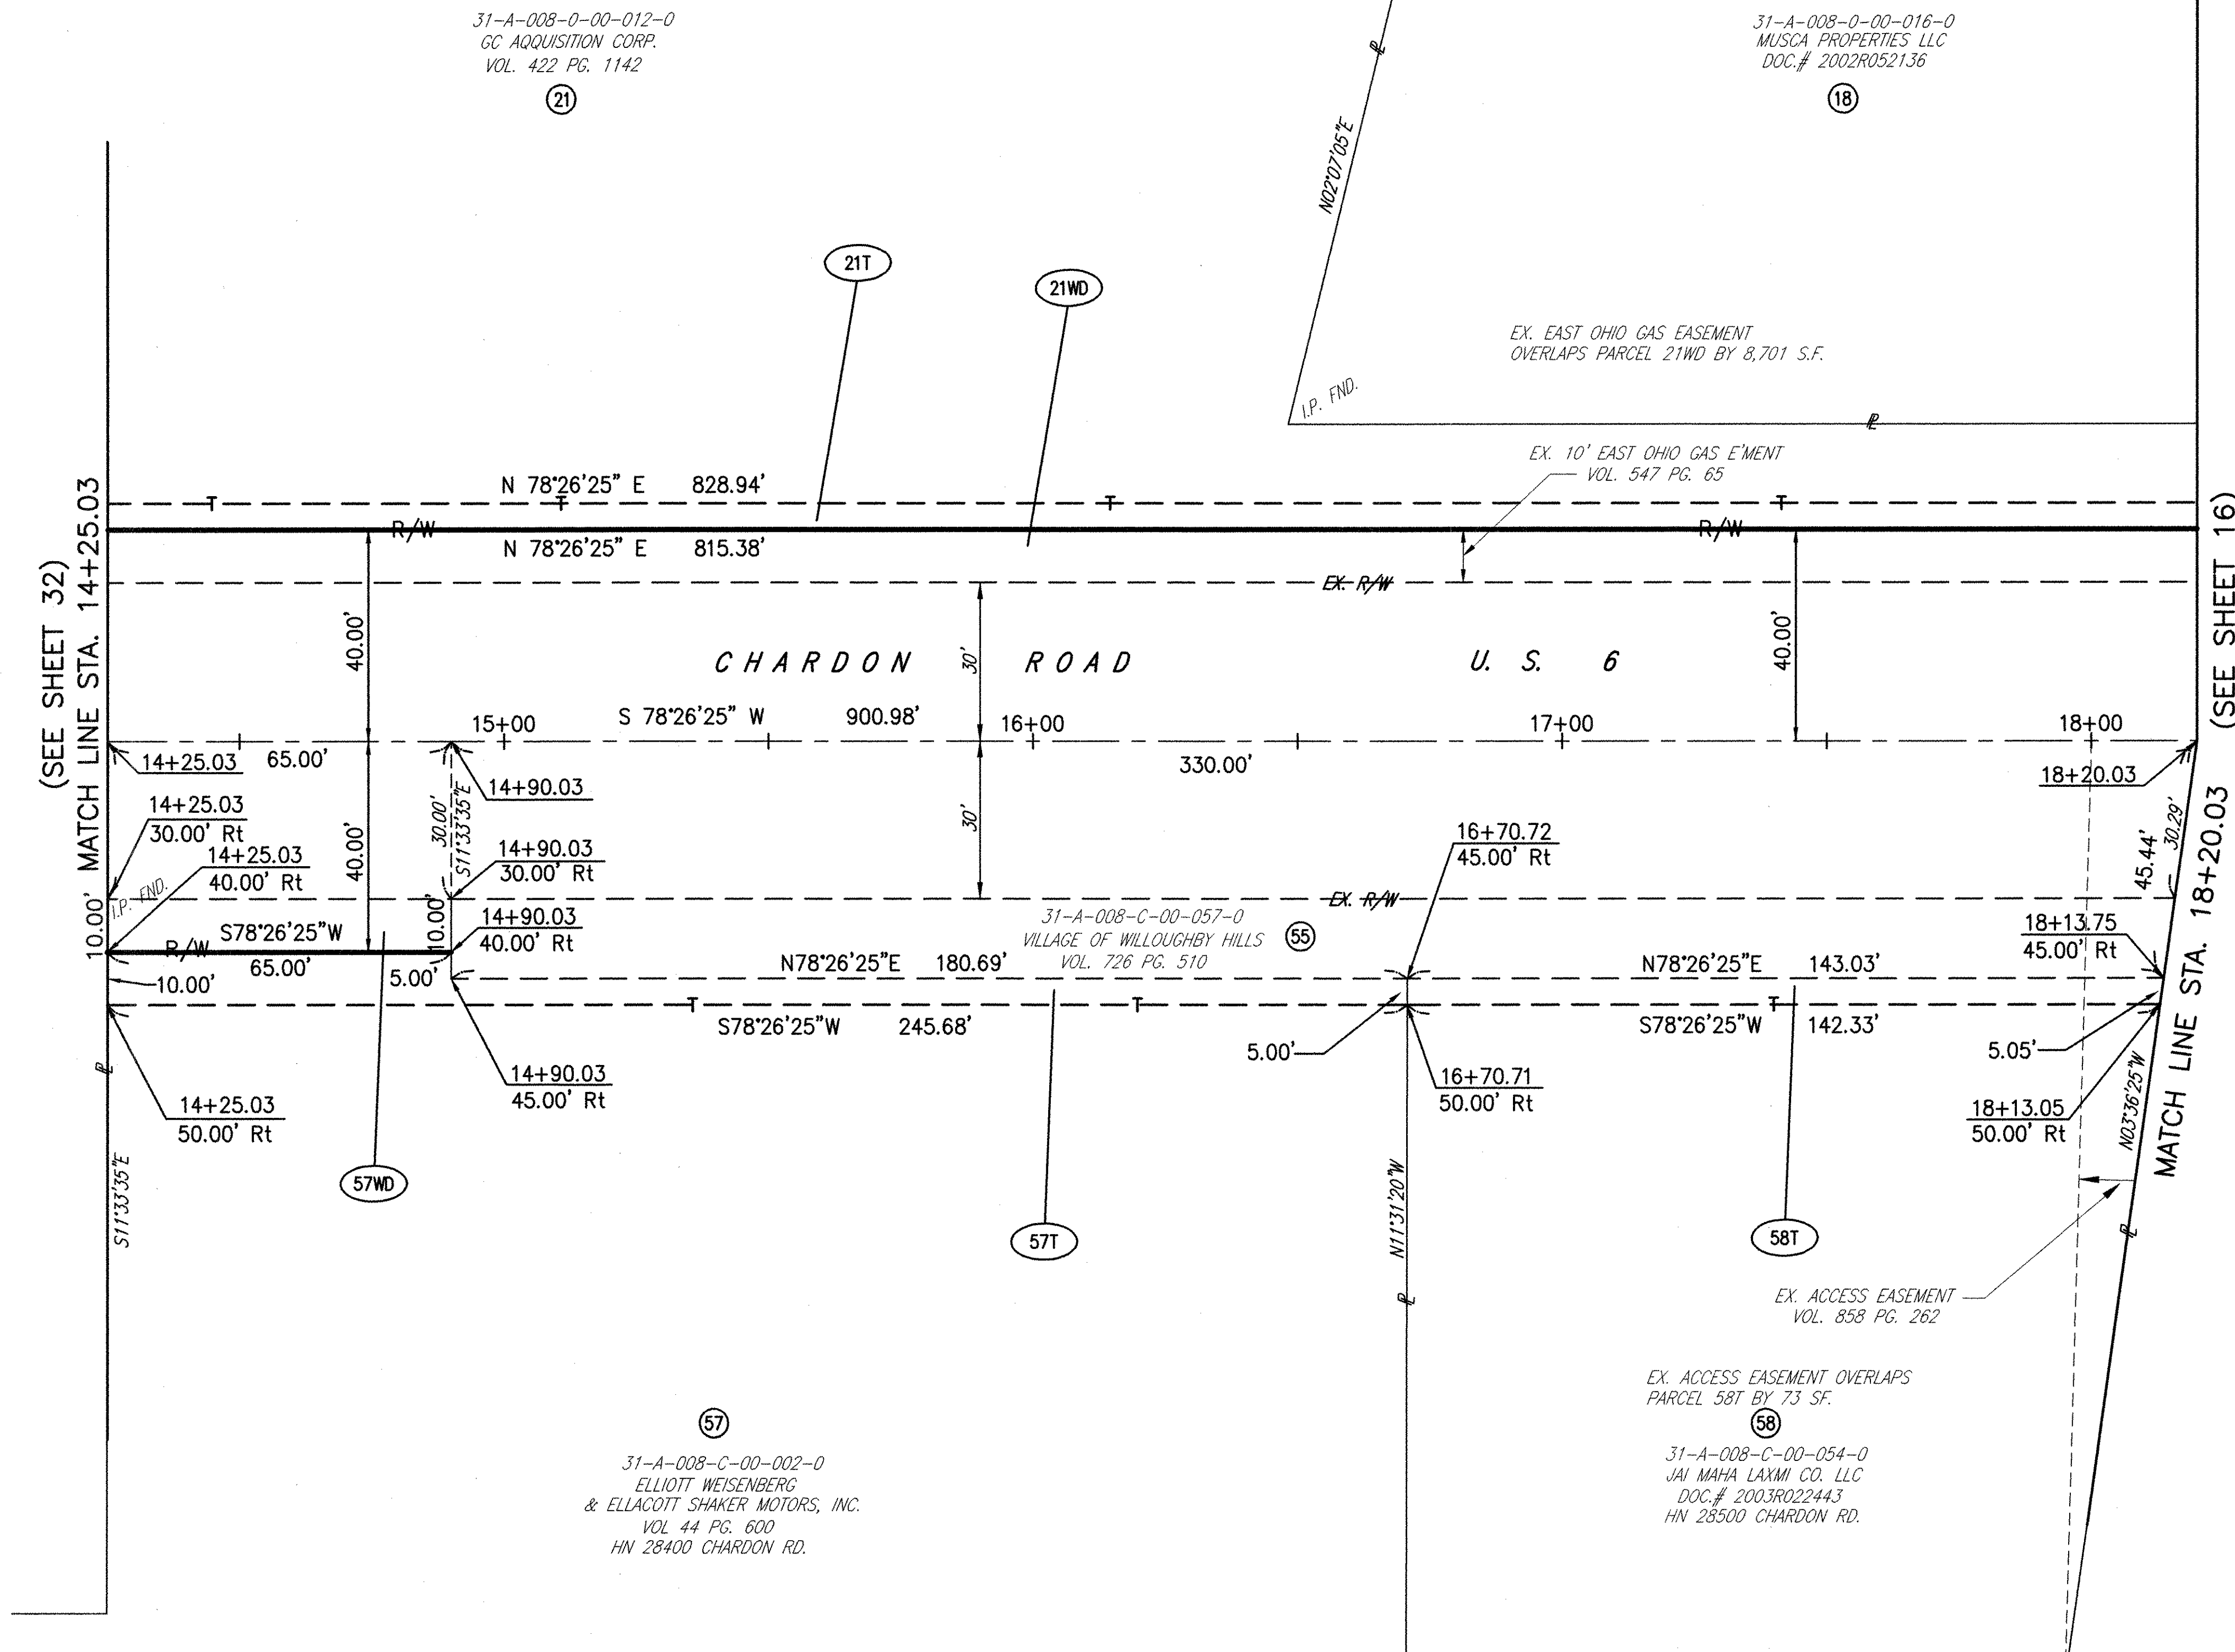 31-A-008-0-00-012-0
GC AQQUISITION CORP.
VOL. 422 PG. 1142
21
31-A-008-0-00-016-0
MUSCA PROPERTIES LLC
DOC.# 2002R052136
18
PL
N02°07'05"E
21T
21WD
EX. EAST OHIO GAS EASEMENT
OVERLAPS PARCEL 21WD BY 8,701 S.F.
I.P. FND.
PL
EX. 10' EAST OHIO GAS E'MENT
VOL. 547 PG. 65
N 78°26'25" E 828.94'
T T T T
R/W R/W
N 78°26'25" E 815.38'
EX. R/W
(SEE SHEET 32)
MATCH LINE STA. 14+25.03
(SEE SHEET 16)
MATCH LINE STA. 18+20.03
40.00'
30'
40.00'
CHARDON ROAD U. S. 6
S 78°26'25" W 900.98'
15+00 16+00 17+00 18+00
14+25.03
65.00'
14+90.03
330.00'
18+20.03
14+25.03
30.00' Rt
30.00'
S11°33'35"E
40.00'
30'
14+25.03
40.00' Rt
14+90.03
30.00' Rt
16+70.72
45.00' Rt
45.44'
30.29'
I.P. FND.
EX. R/W
10.00'
S78°26'25"W
R/W
65.00'
10.00'
14+90.03
40.00' Rt
31-A-008-C-00-057-0
VILLAGE OF WILLOUGHBY HILLS
VOL. 726 PG. 510
55
18+13.75
45.00' Rt
10.00'
5.00'
N78°26'25"E 180.69'
N78°26'25"E 143.03'
T T T
S78°26'25"W 245.68'
S78°26'25"W 142.33'
5.00'
5.05'
PL
14+25.03
50.00' Rt
14+90.03
45.00' Rt
16+70.71
50.00' Rt
18+13.05
50.00' Rt
N03°36'25"W
S11°33'35"E
57WD
57T
N11°31'20"W
58T
PL
PL
EX. ACCESS EASEMENT
VOL. 858 PG. 262
EX. ACCESS EASEMENT OVERLAPS
PARCEL 58T BY 73 SF.
57
31-A-008-C-00-002-0
ELLIOTT WEISENBERG
& ELLACOTT SHAKER MOTORS, INC.
VOL 44 PG. 600
HN 28400 CHARDON RD.
58
31-A-008-C-00-054-0
JAI MAHA LAXMI CO. LLC
DOC.# 2003R022443
HN 28500 CHARDON RD.